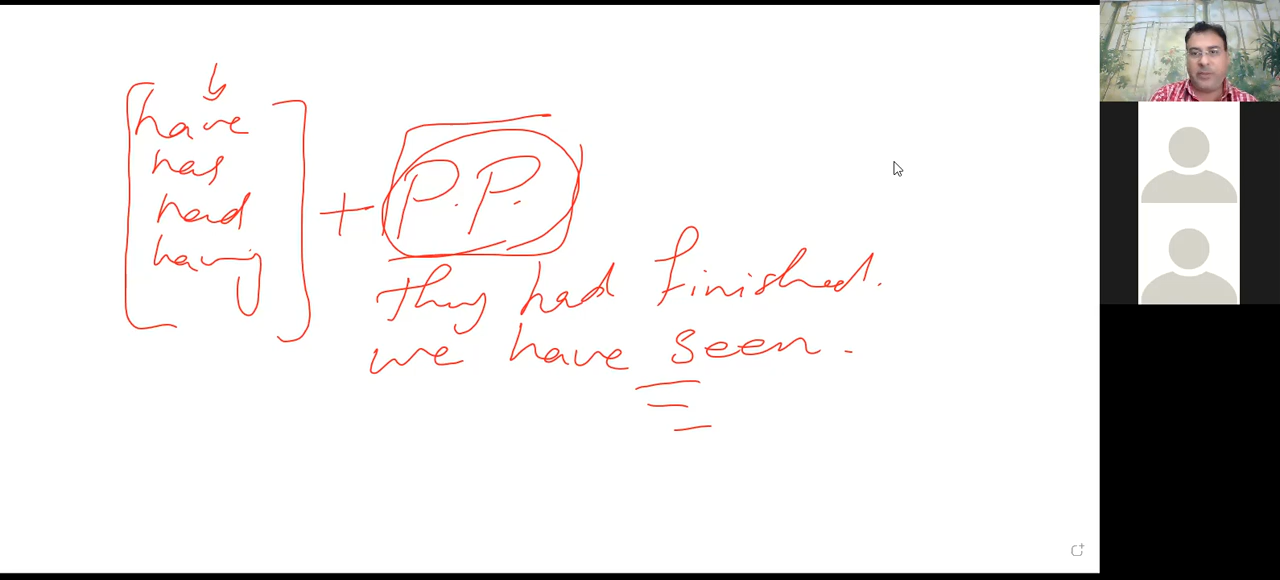 have
has
had
having
+ P.P.
They had finished.
we have seen.